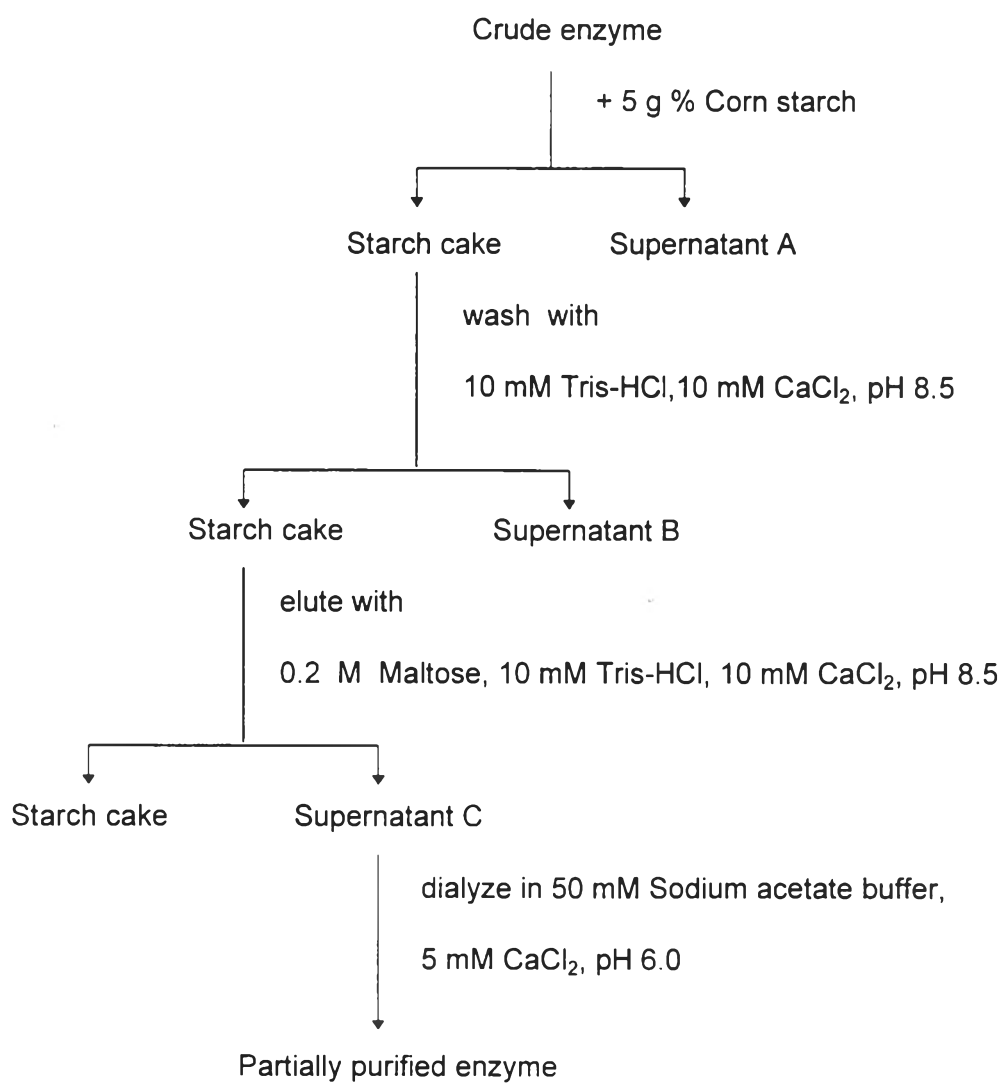 Crude enzyme
+ 5 g % Corn starch
Starch cake
Supernatant A
wash with
10 mM Tris-HCl,10 mM CaCl₂, pH 8.5
Starch cake
Supernatant B
elute with
0.2 M Maltose, 10 mM Tris-HCl, 10 mM CaCl₂, pH 8.5
Starch cake
Supernatant C
dialyze in 50 mM Sodium acetate buffer,
5 mM CaCl₂, pH 6.0
Partially purified enzyme